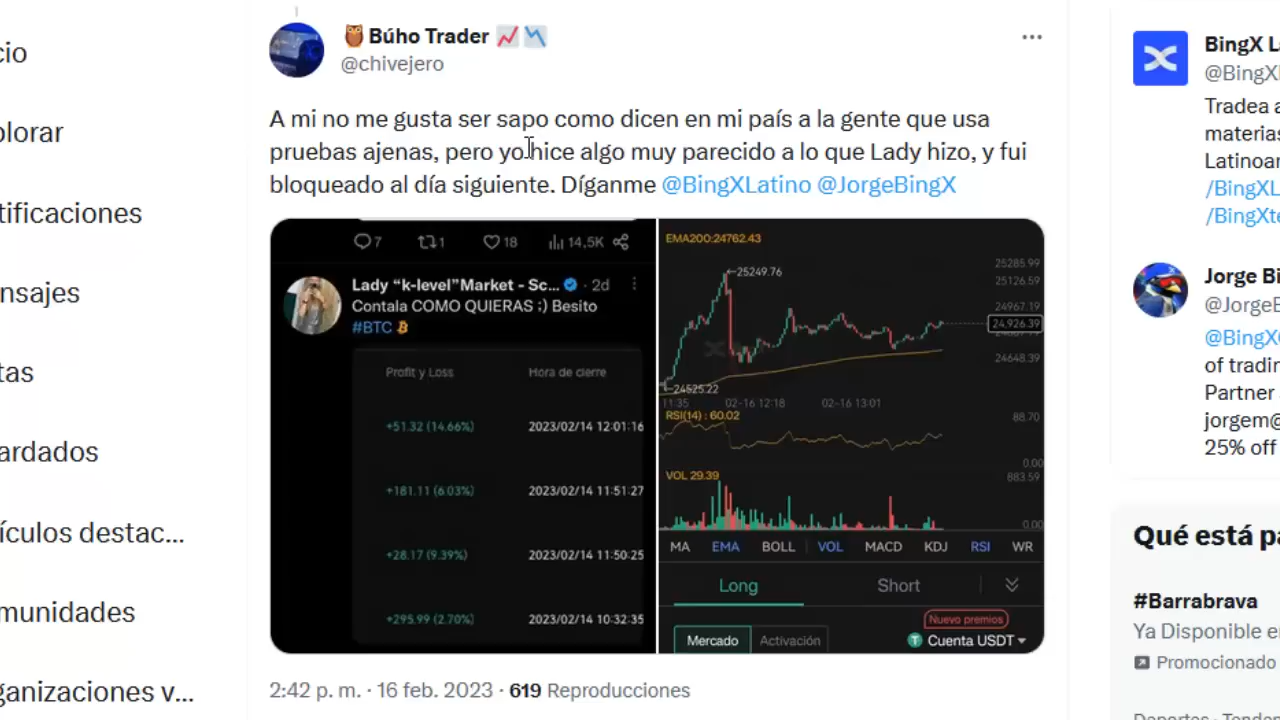 cio
plorar
tificaciones
nsajes
tas
ardados
ículos destac...
munidades
ganizaciones v...
Búho Trader
@chivejero
A mi no me gusta ser sapo como dicen en mi país a la gente que usa
pruebas ajenas, pero yo hice algo muy parecido a lo que Lady hizo, y fui
bloqueado al día siguiente. Díganme @BingXLatino @JorgeBingX
7 1 18 14.5K
Lady “k-level”Market - Sc... · 2d
Contala COMO QUIERAS ;) Besito
#BTC
Profit y Loss Hora de cierre
+51.32 (14.66%) 2023/02/14 12:01:16
+181.11 (6.03%) 2023/02/14 11:51:27
+28.17 (9.39%) 2023/02/14 11:50:25
+295.99 (2.70%) 2023/02/14 10:32:35
EMA200:24762.43
25249.76
25285.99
25126.59
24967.19
24,926.39
24648.39
24525.22
11:35 02-16 12:18 02-16 13:01
RSI(14) : 60.02
88.70
0.00
VOL 29.39
883.59
0.00
MA EMA BOLL VOL MACD KDJ RSI WR
Long Short
Nuevo premios
Mercado Activación Cuenta USDT
2:42 p. m. · 16 feb. 2023 · 619 Reproducciones
BingX La
@BingXL
Tradea a
materias
Latinoam
/BingXL
/BingXte
Jorge Bi
@JorgeB
@BingXO
of tradin
Partner a
jorgem@
25% off
Qué está pa
#Barrabrava
Ya Disponible e
Promocionado